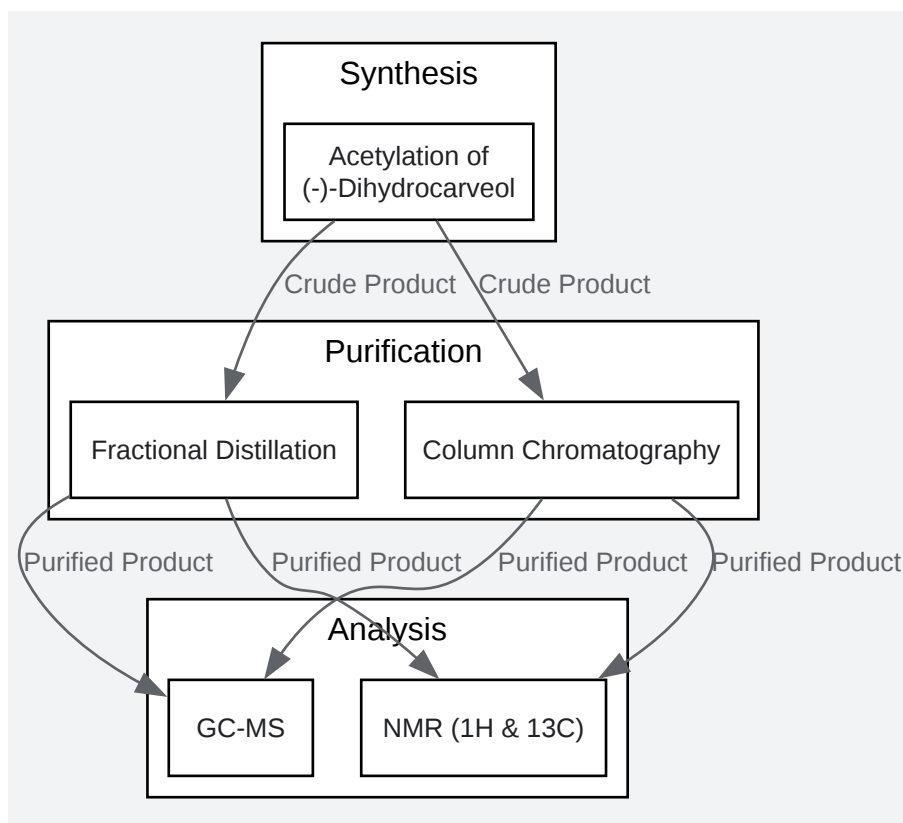 Synthesis
Acetylation of
(-)-Dihydrocarveol
Crude Product
Crude Product
Purification
Fractional Distillation
Column Chromatography
Purified Product
Purified Product
Purified Product
Purified Product
Analysis
GC-MS
NMR (1H & 13C)